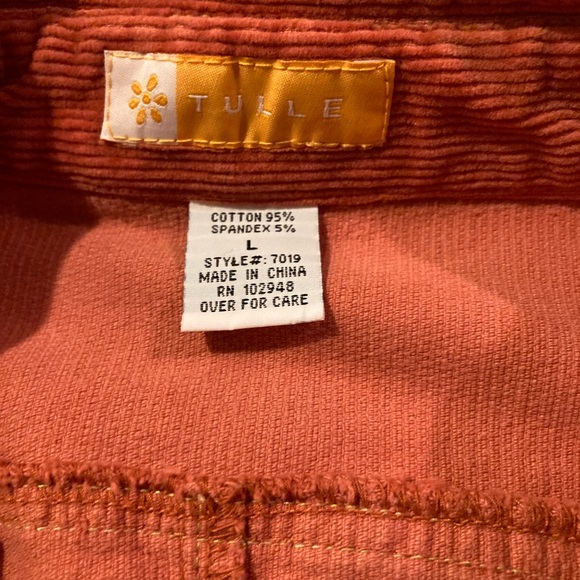 TULLE
COTTON 95%
SPANDEX 5%
L
STYLE#: 7019
MADE IN CHINA
RN 102948
OVER FOR CARE